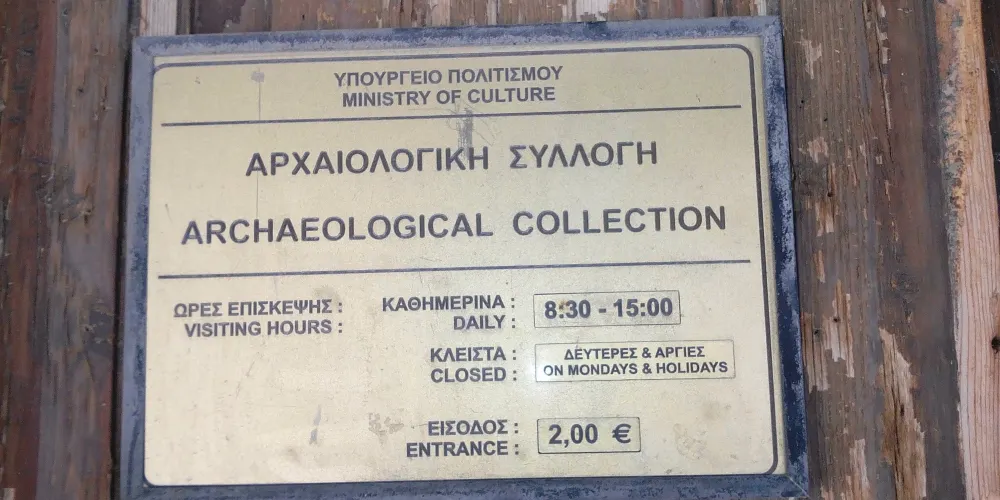 ΥΠΟΥΡΓΕΙΟ ΠΟΛΙΤΙΣΜΟΥ
MINISTRY OF CULTURE
ΑΡΧΑΙΟΛΟΓΙΚΗ ΣΥΛΛΟΓΗ
ARCHAEOLOGICAL COLLECTION
ΩΡΕΣ ΕΠΙΣΚΕΨΗΣ :
VISITING HOURS :
ΚΑΘΗΜΕΡΙΝΑ :
DAILY :
8:30 - 15:00
ΚΛΕΙΣΤΑ :
CLOSED :
ΔΕΥΤΕΡΕΣ & ΑΡΓΙΕΣ
ON MONDAYS & HOLIDAYS
ΕΙΣΟΔΟΣ :
ENTRANCE :
2,00 €